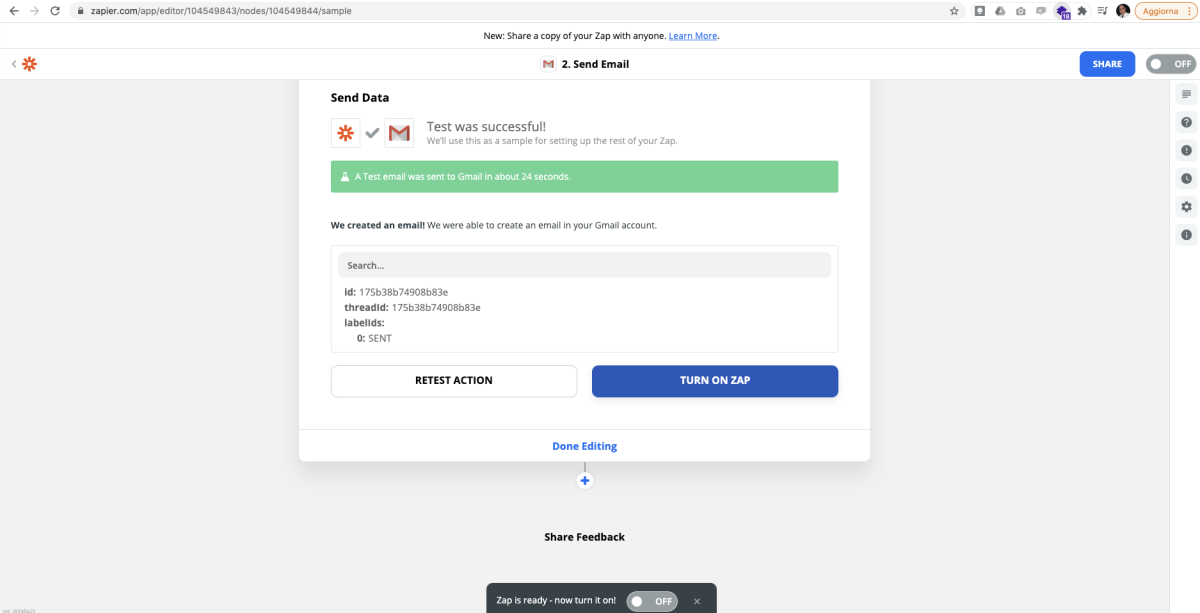 zapier.com/app/editor/104549843/nodes/104549844/sample
18
Aggiorna
New: Share a copy of your Zap with anyone. Learn More.
2. Send Email
SHARE
OFF
Send Data
Test was successful!
We'll use this as a sample for setting up the rest of your Zap.
A Test email was sent to Gmail in about 24 seconds.
We created an email! We were able to create an email in your Gmail account.
Search...
id: 175b38b74908b83e
threadId: 175b38b74908b83e
labelIds:
0: SENT
RETEST ACTION
TURN ON ZAP
Done Editing
Share Feedback
Zap is ready - now turn it on!
OFF